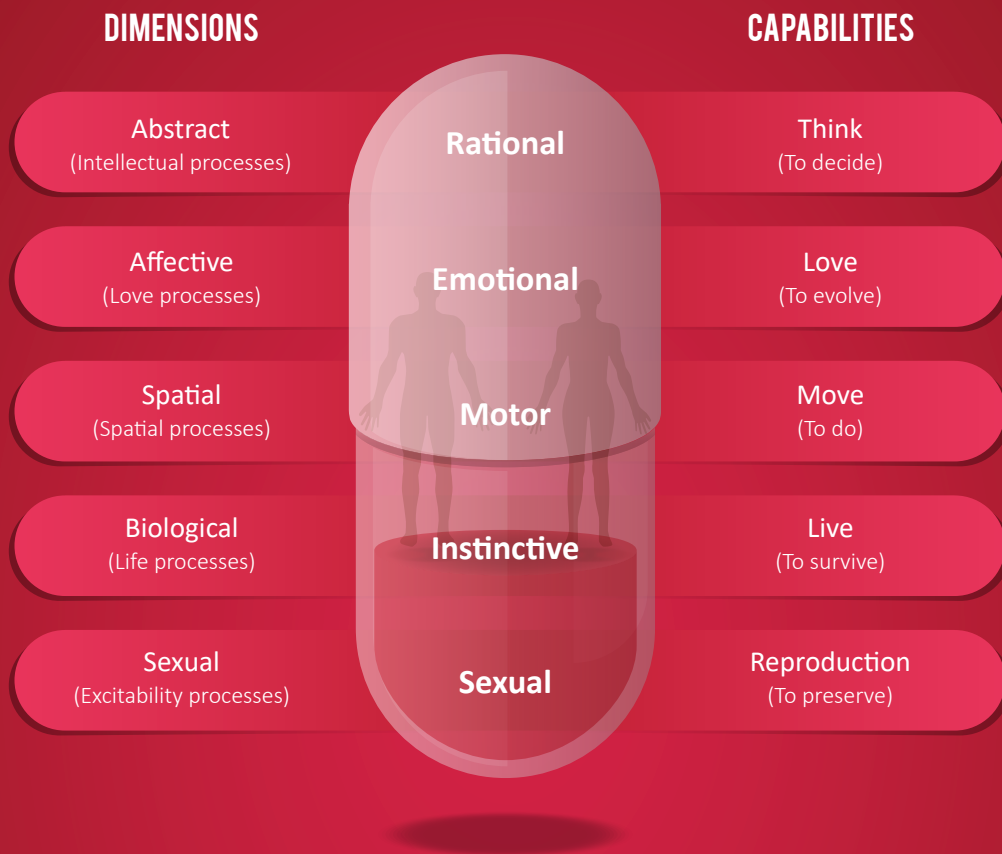 DIMENSIONS
CAPABILITIES
Abstract
(Intellectual processes)
Rational
Think
(To decide)
Affective
(Love processes)
Emotional
Love
(To evolve)
Spatial
(Spatial processes)
Motor
Move
(To do)
Biological
(Life processes)
Instinctive
Live
(To survive)
Sexual
(Excitability processes)
Sexual
Reproduction
(To preserve)